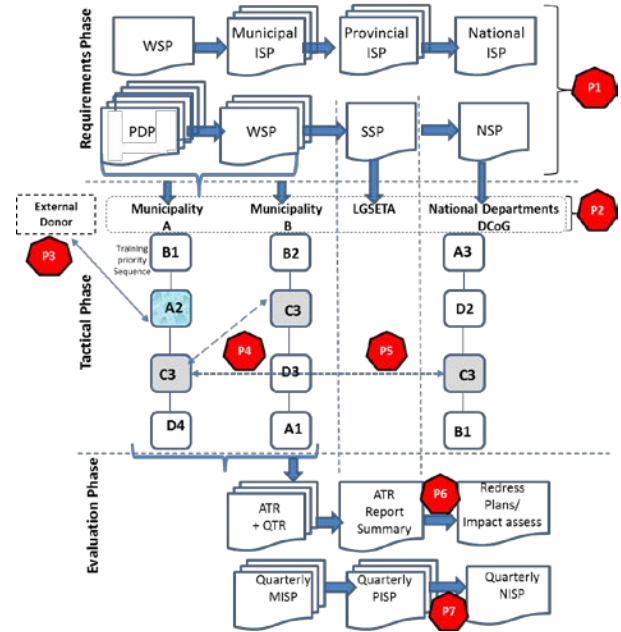 Requirements Phase
WSP
Municipal
ISP
Provincial
ISP
National
ISP
P1
PDP
WSP
SSP
NSP
External
Donor
P3
Municipality
A
Municipality
B
LGSETA
National Departments
DCoG
P2
Tactical Phase
Training
priority
Sequence
B1
B2
A3
A2
C3
D2
P4
P5
C3
D3
C3
D4
A1
B1
Evaluation Phase
ATR
+ QTR
ATR
Report
Summary
P6
Redress
Plans/
Impact assess
Quarterly
MISP
Quarterly
PISP
P7
Quarterly
NISP